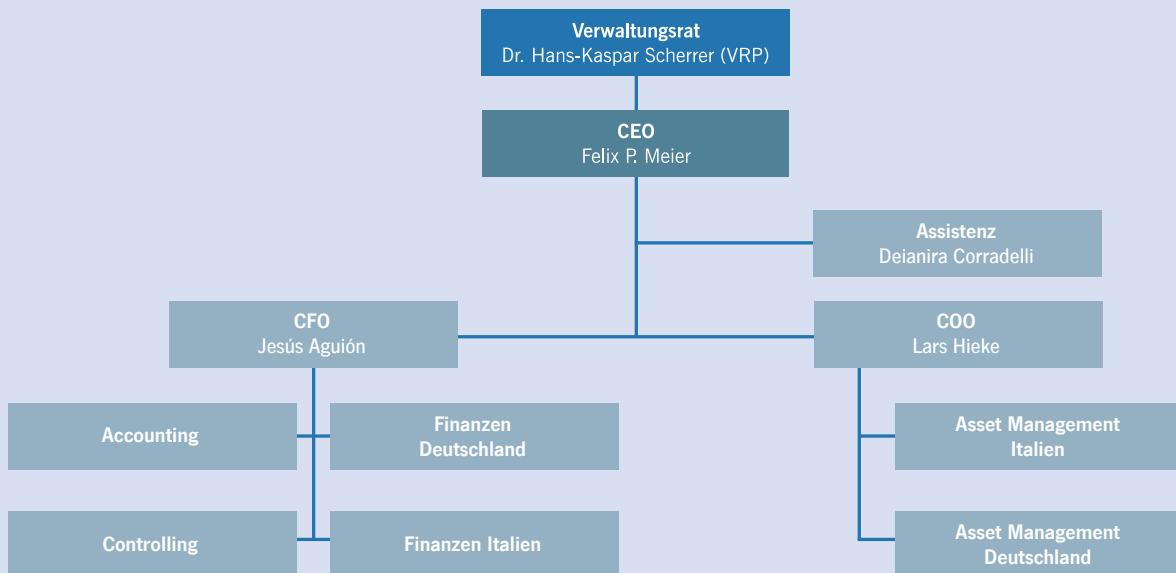 Verwaltungsrat
Dr. Hans-Kaspar Scherrer (VRP)
CEO
Felix P. Meier
Assistenz
Deianira Corradelli
CFO
Jesús Aguión
COO
Lars Hieke
Accounting
Finanzen
Deutschland
Asset Management
Italien
Controlling
Finanzen Italien
Asset Management
Deutschland